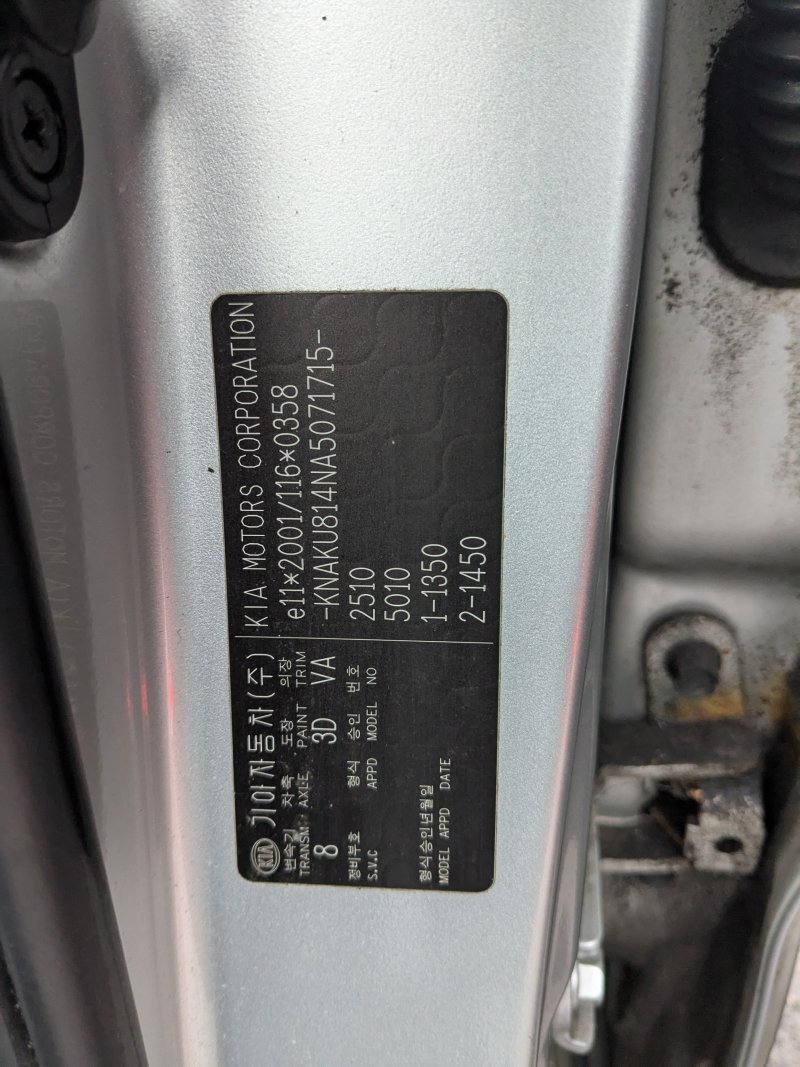 KIA 기아자동차(주) KIA MOTORS CORPORATION
변속기 차축 도장 의장
TRANSM AXLE PAINT TRIM
8 3D VA
정비부호 형식 승인 번호
S.V.C APPD MODEL NO
형식승인년월일
MODEL APPD DATE
e11*2001/116*0358
-KNAKU814NA5071715-
2510
5010
1-1350
2-1450